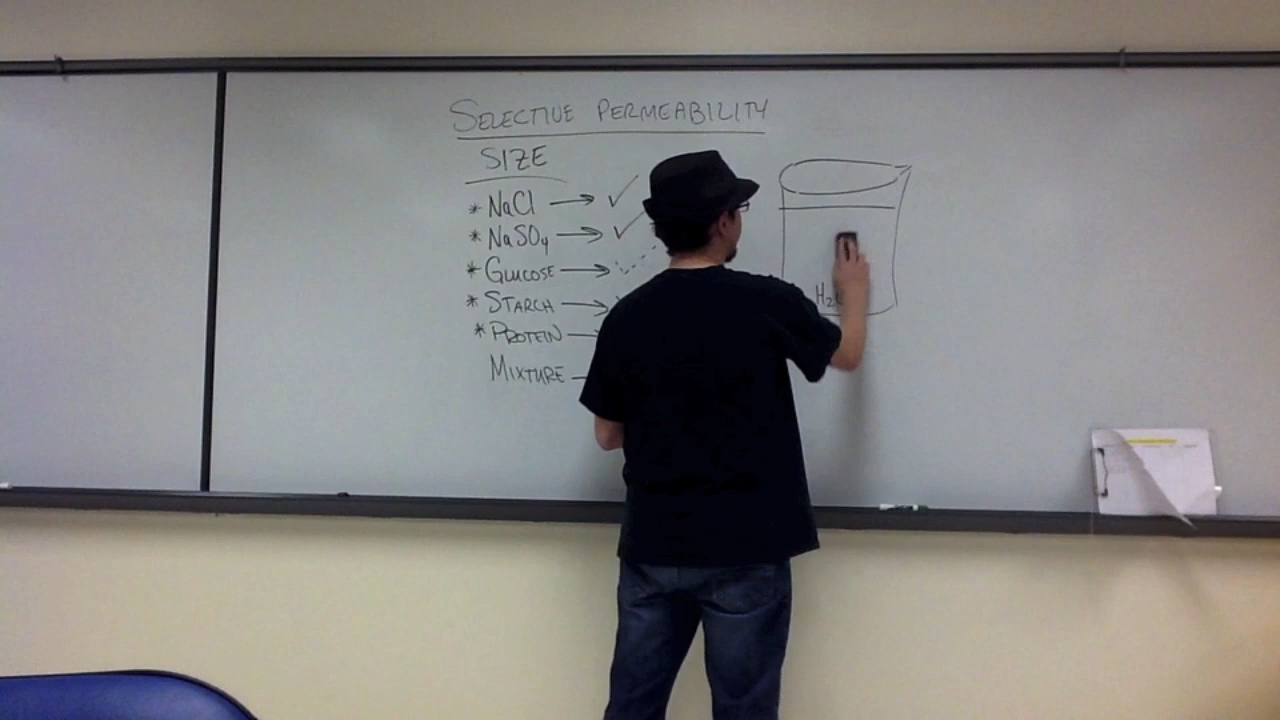 SELECTIVE PERMEABILITY
SIZE
* NaCl → ✓
* NaSO₄ → ✓
* GLUCOSE → ✓
* STARCH →
* PROTEIN –
MIXTURE –